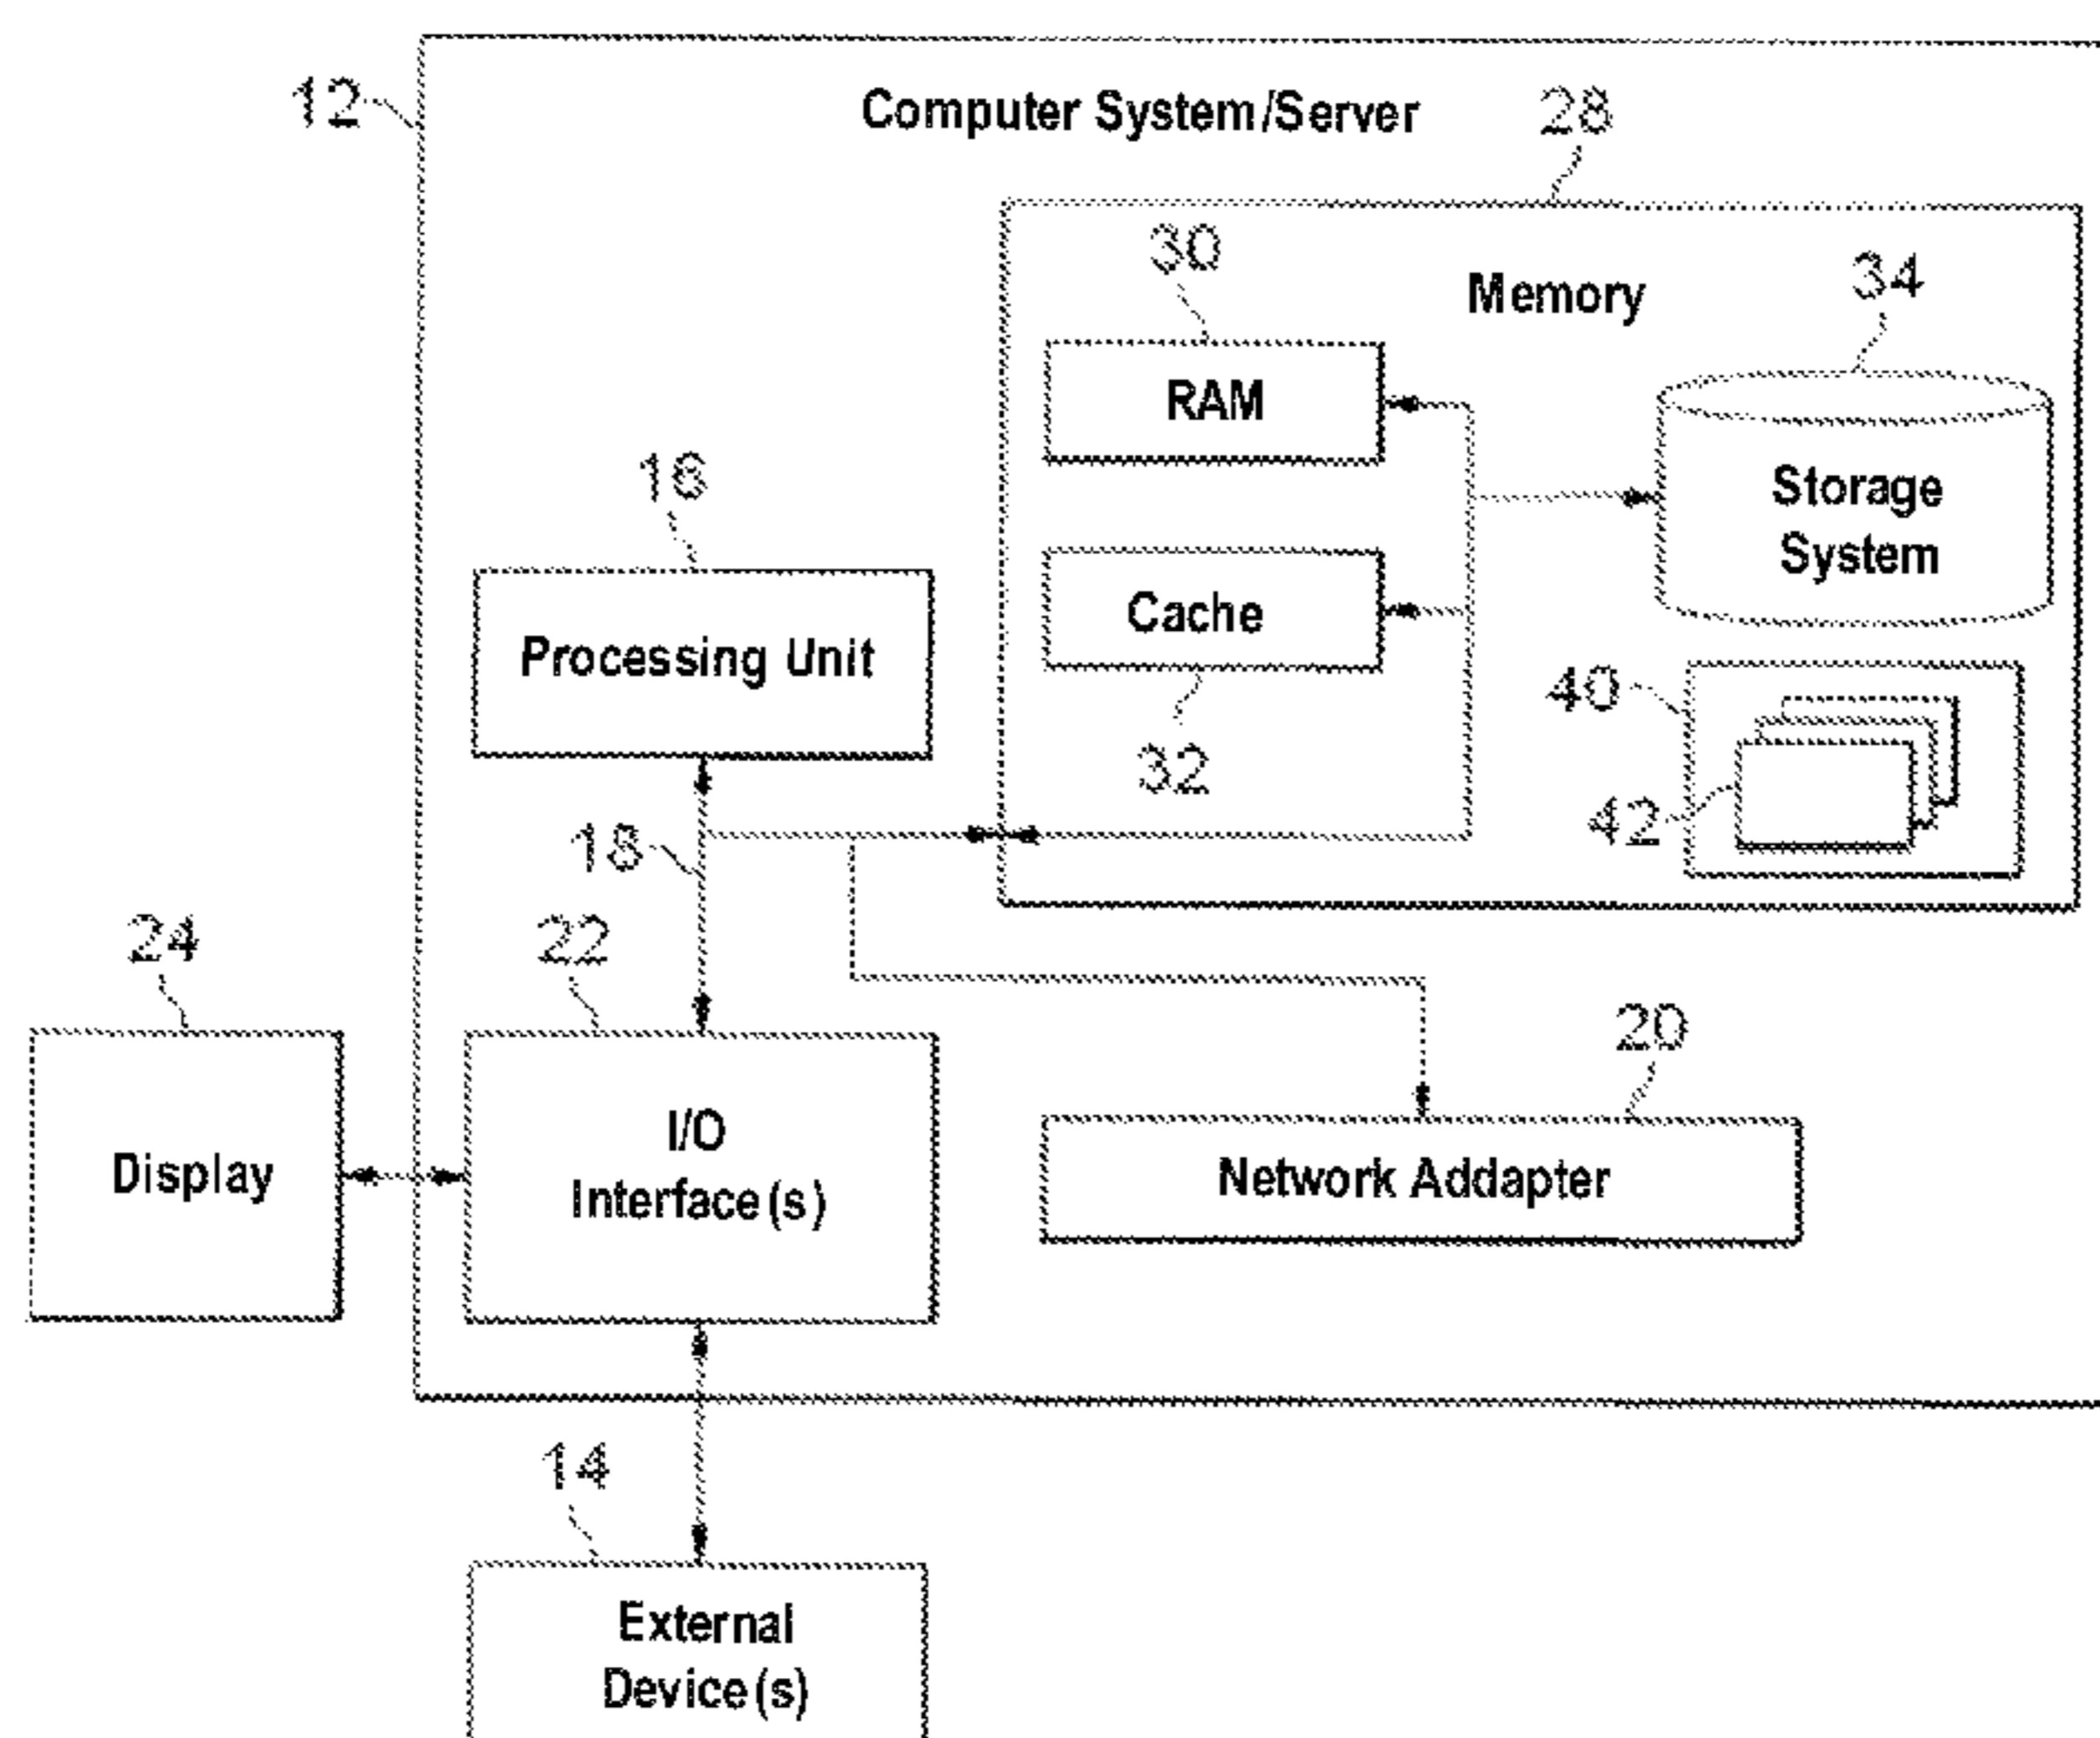 12
Computer System/Server
28
30
Memory
34
RAM
16
Storage
System
Cache
Processing Unit
40
32
42
18
24
22
20
I/O
Interface(s)
Display
Network Addapter
14
External
Device(s)